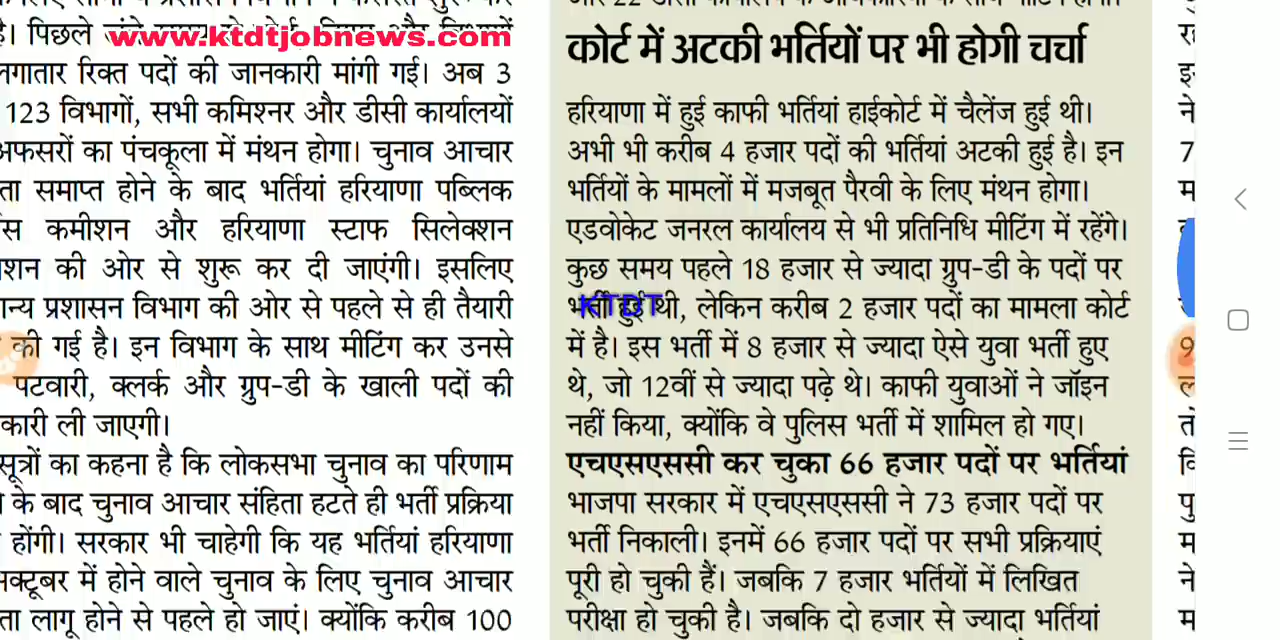 www.ktdtjobnews.com
है। पिछले
लगातार रिक्त पदों की जानकारी मांगी गई। अब 3
123 विभागों, सभी कमिश्नर और डीसी कार्यालयों
अफसरों का पंचकूला में मंथन होगा। चुनाव आचार
ता समाप्त होने के बाद भर्तियां हरियाणा पब्लिक
स कमीशन और हरियाणा स्टाफ सिलेक्शन
शन की ओर से शुरू कर दी जाएंगी। इसलिए
न्य प्रशासन विभाग की ओर से पहले से ही तैयारी
की गई है। इन विभाग के साथ मीटिंग कर उनसे
पटवारी, क्लर्क और ग्रुप-डी के खाली पदों की
कारी ली जाएगी।
सूत्रों का कहना है कि लोकसभा चुनाव का परिणाम
के बाद चुनाव आचार संहिता हटते ही भर्ती प्रक्रिया
होंगी। सरकार भी चाहेगी कि यह भर्तियां हरियाणा
क्टूबर में होने वाले चुनाव के लिए चुनाव आचार
ता लागू होने से पहले हो जाएं। क्योंकि करीब 100
कोर्ट में अटकी भर्तियों पर भी होगी चर्चा
हरियाणा में हुई काफी भर्तियां हाईकोर्ट में चैलेंज हुई थी।
अभी भी करीब 4 हजार पदों की भर्तियां अटकी हुई है। इन
भर्तियों के मामलों में मजबूत पैरवी के लिए मंथन होगा।
एडवोकेट जनरल कार्यालय से भी प्रतिनिधि मीटिंग में रहेंगे।
कुछ समय पहले 18 हजार से ज्यादा ग्रुप-डी के पदों पर
भर्ती हुई थी, लेकिन करीब 2 हजार पदों का मामला कोर्ट
KTDT
में है। इस भर्ती में 8 हजार से ज्यादा ऐसे युवा भर्ती हुए
थे, जो 12वीं से ज्यादा पढ़े थे। काफी युवाओं ने जॉइन
नहीं किया, क्योंकि वे पुलिस भर्ती में शामिल हो गए।
एचएसएससी कर चुका 66 हजार पदों पर भर्तियां
भाजपा सरकार में एचएसएससी ने 73 हजार पदों पर
भर्ती निकाली। इनमें 66 हजार पदों पर सभी प्रक्रियाएं
पूरी हो चुकी हैं। जबकि 7 हजार भर्तियों में लिखित
परीक्षा हो चुकी है। जबकि दो हजार से ज्यादा भर्तियां